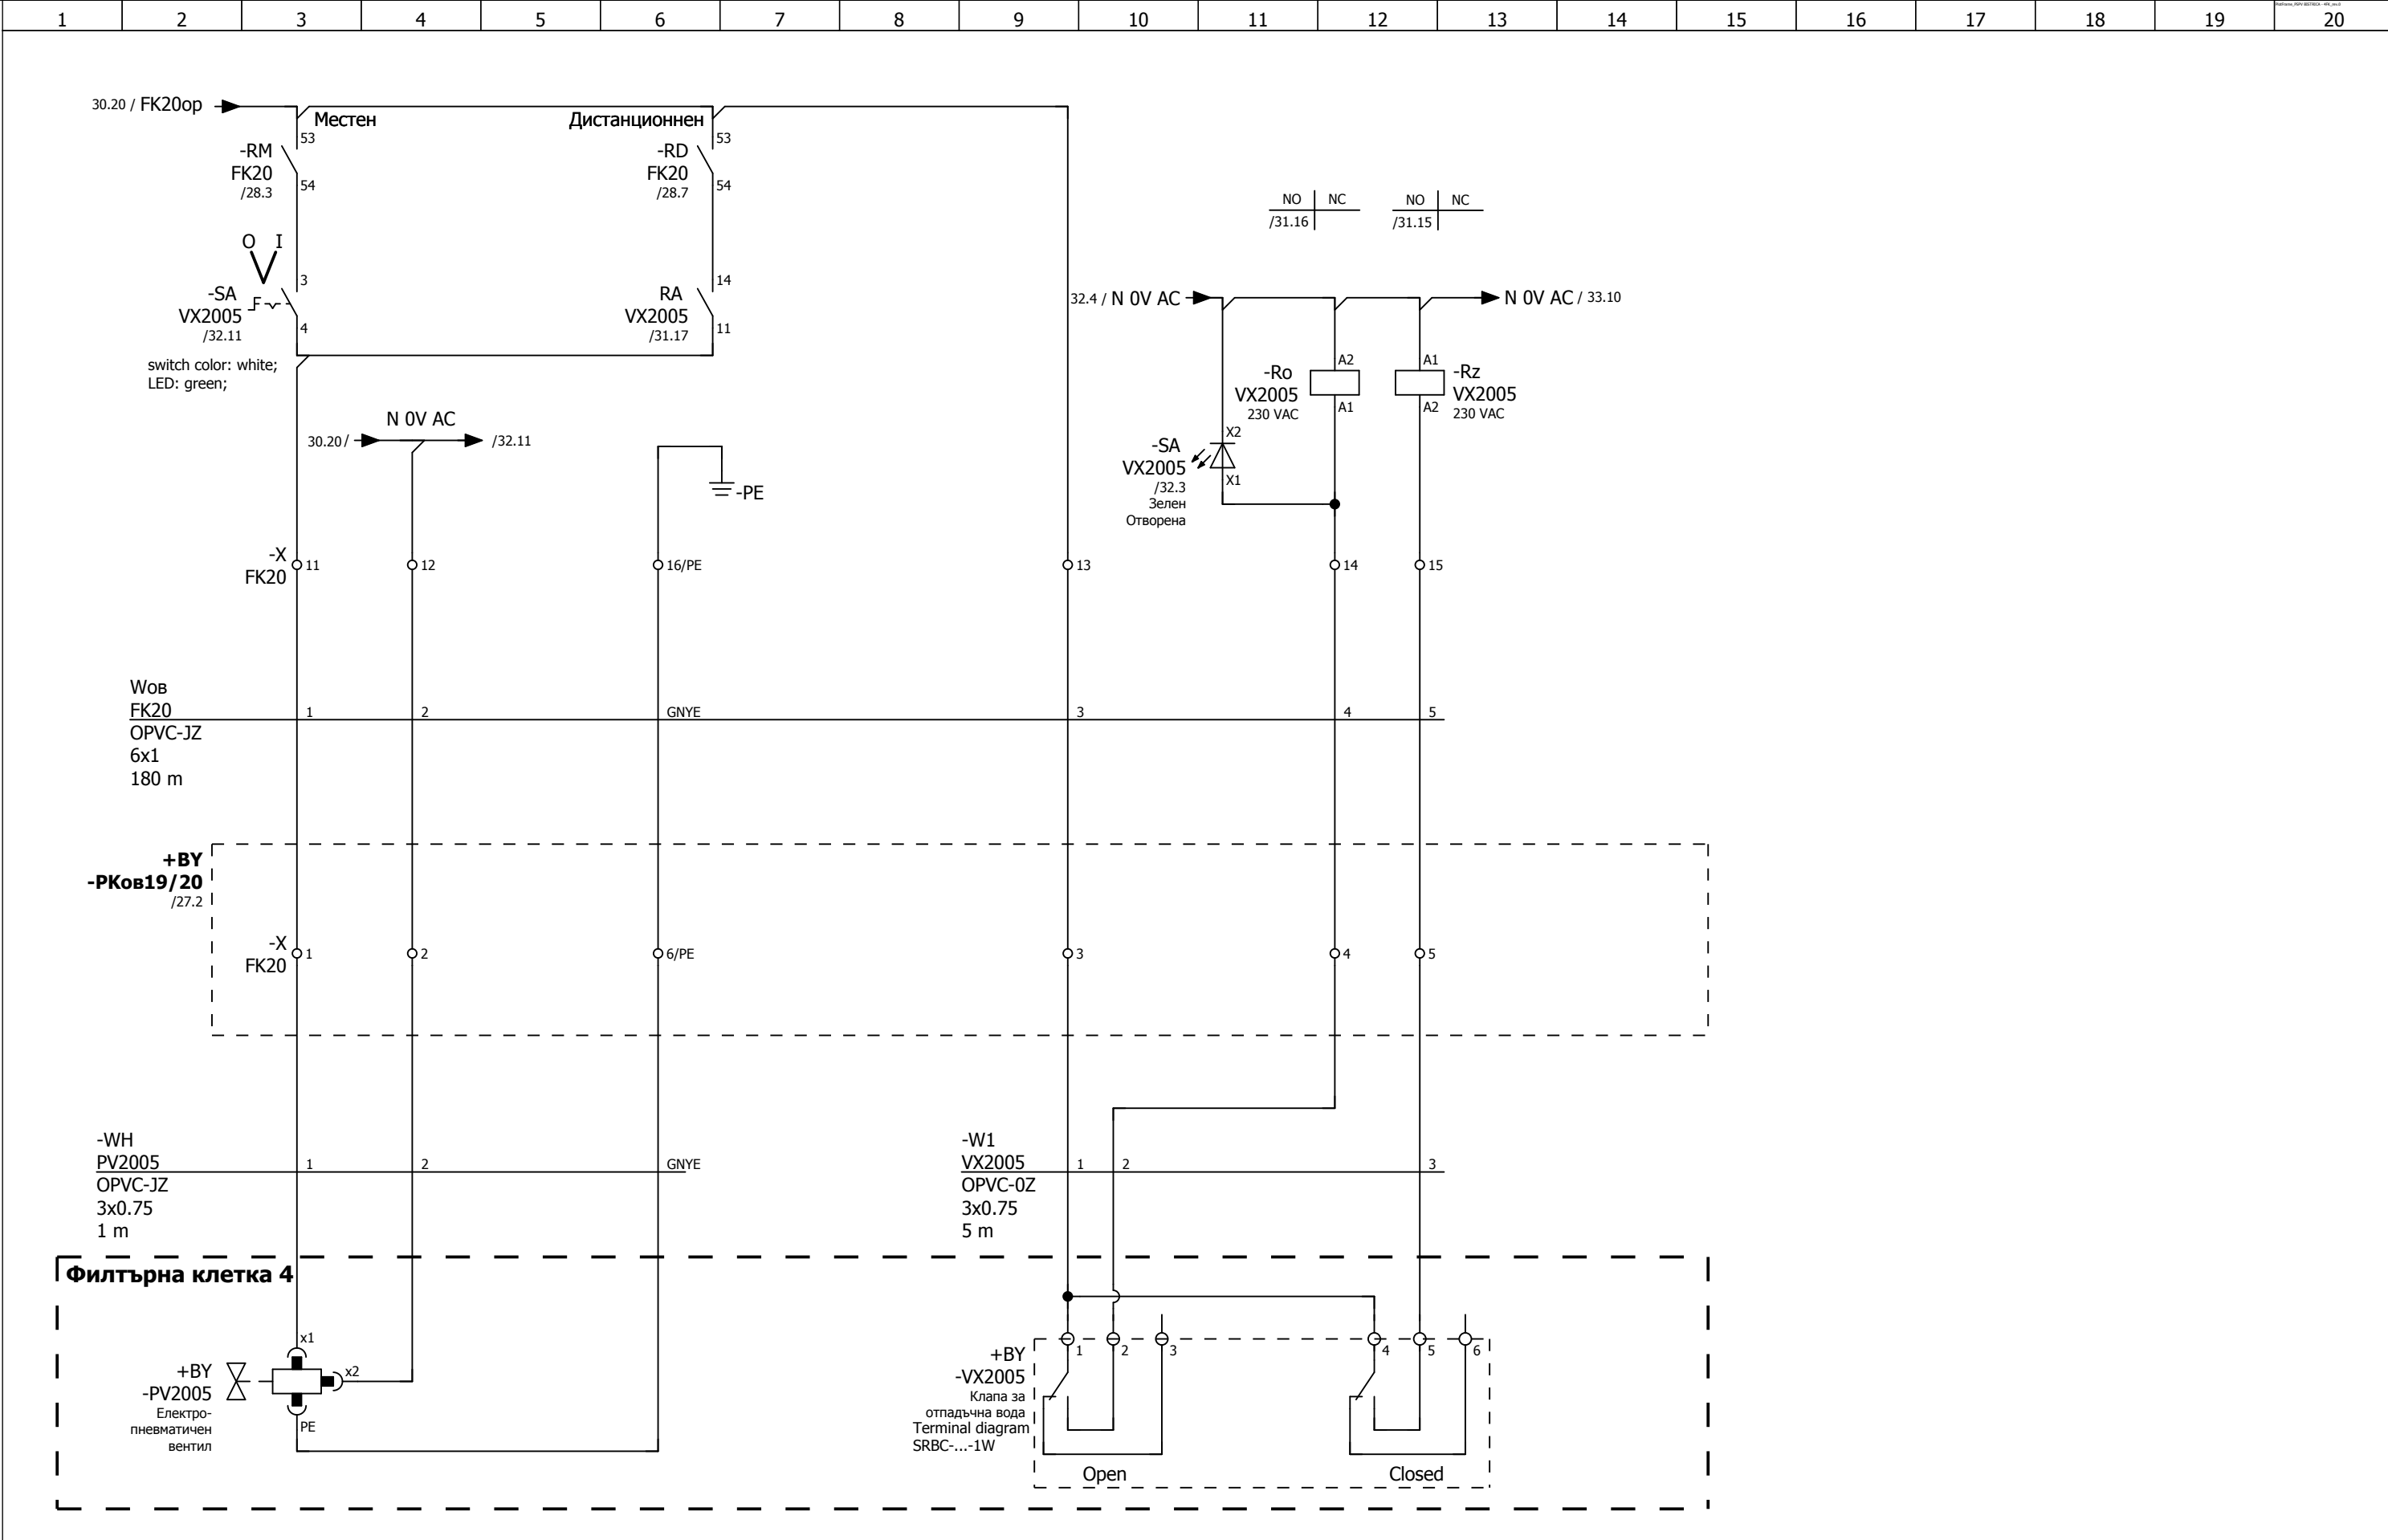 1 2 3 4 5 6 7 8 9 10 11 12 13 14 15 16 17 18 19 20
30.20 / FK20op
Местен
Дистанционнен
53
-RM
FK20
/28.3
54
53
-RD
FK20
/28.7
54
NO NC
/31.16
NO NC
/31.15
O I
3
-SA
VX2005
/32.11
4
switch color: white;
LED: green;
14
RA
VX2005
/31.17
11
32.4 / N 0V AC
N 0V AC / 33.10
A2
-Ro
VX2005
230 VAC
A1
A1
-Rz
VX2005
230 VAC
A2
N 0V AC
30.20 /
/32.11
-PE
X2
-SA
VX2005
/32.3
Зелен
Отворена
X1
-X
FK20
11
12
16/PE
13
14
15
Wов
FK20
OPVC-JZ
6x1
180 m
1
2
GNYE
3
4
5
+BY
-РКов19/20
/27.2
-X
FK20
1
2
6/PE
3
4
5
-WH
PV2005
OPVC-JZ
3x0.75
1 m
1
2
GNYE
-W1
VX2005
OPVC-0Z
3x0.75
5 m
1
2
3
Филтърна клетка 4
x1
x2
PE
+BY
-PV2005
Електро-
пневматичен
вентил
+BY
-VX2005
Клапа за
отпадъчна вода
Terminal diagram
SRBC-...-1W
1
2
3
4
5
6
Open
Closed